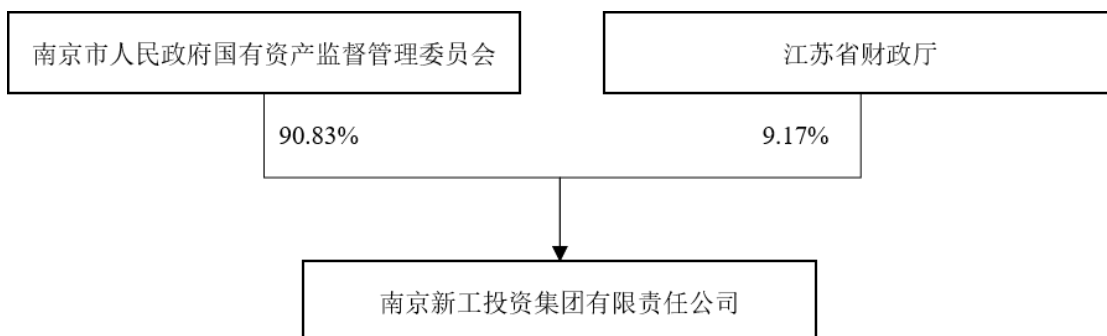 南京市人民政府国有资产监督管理委员会
江苏省财政厅
90.83%
9.17%
南京新工投资集团有限责任公司